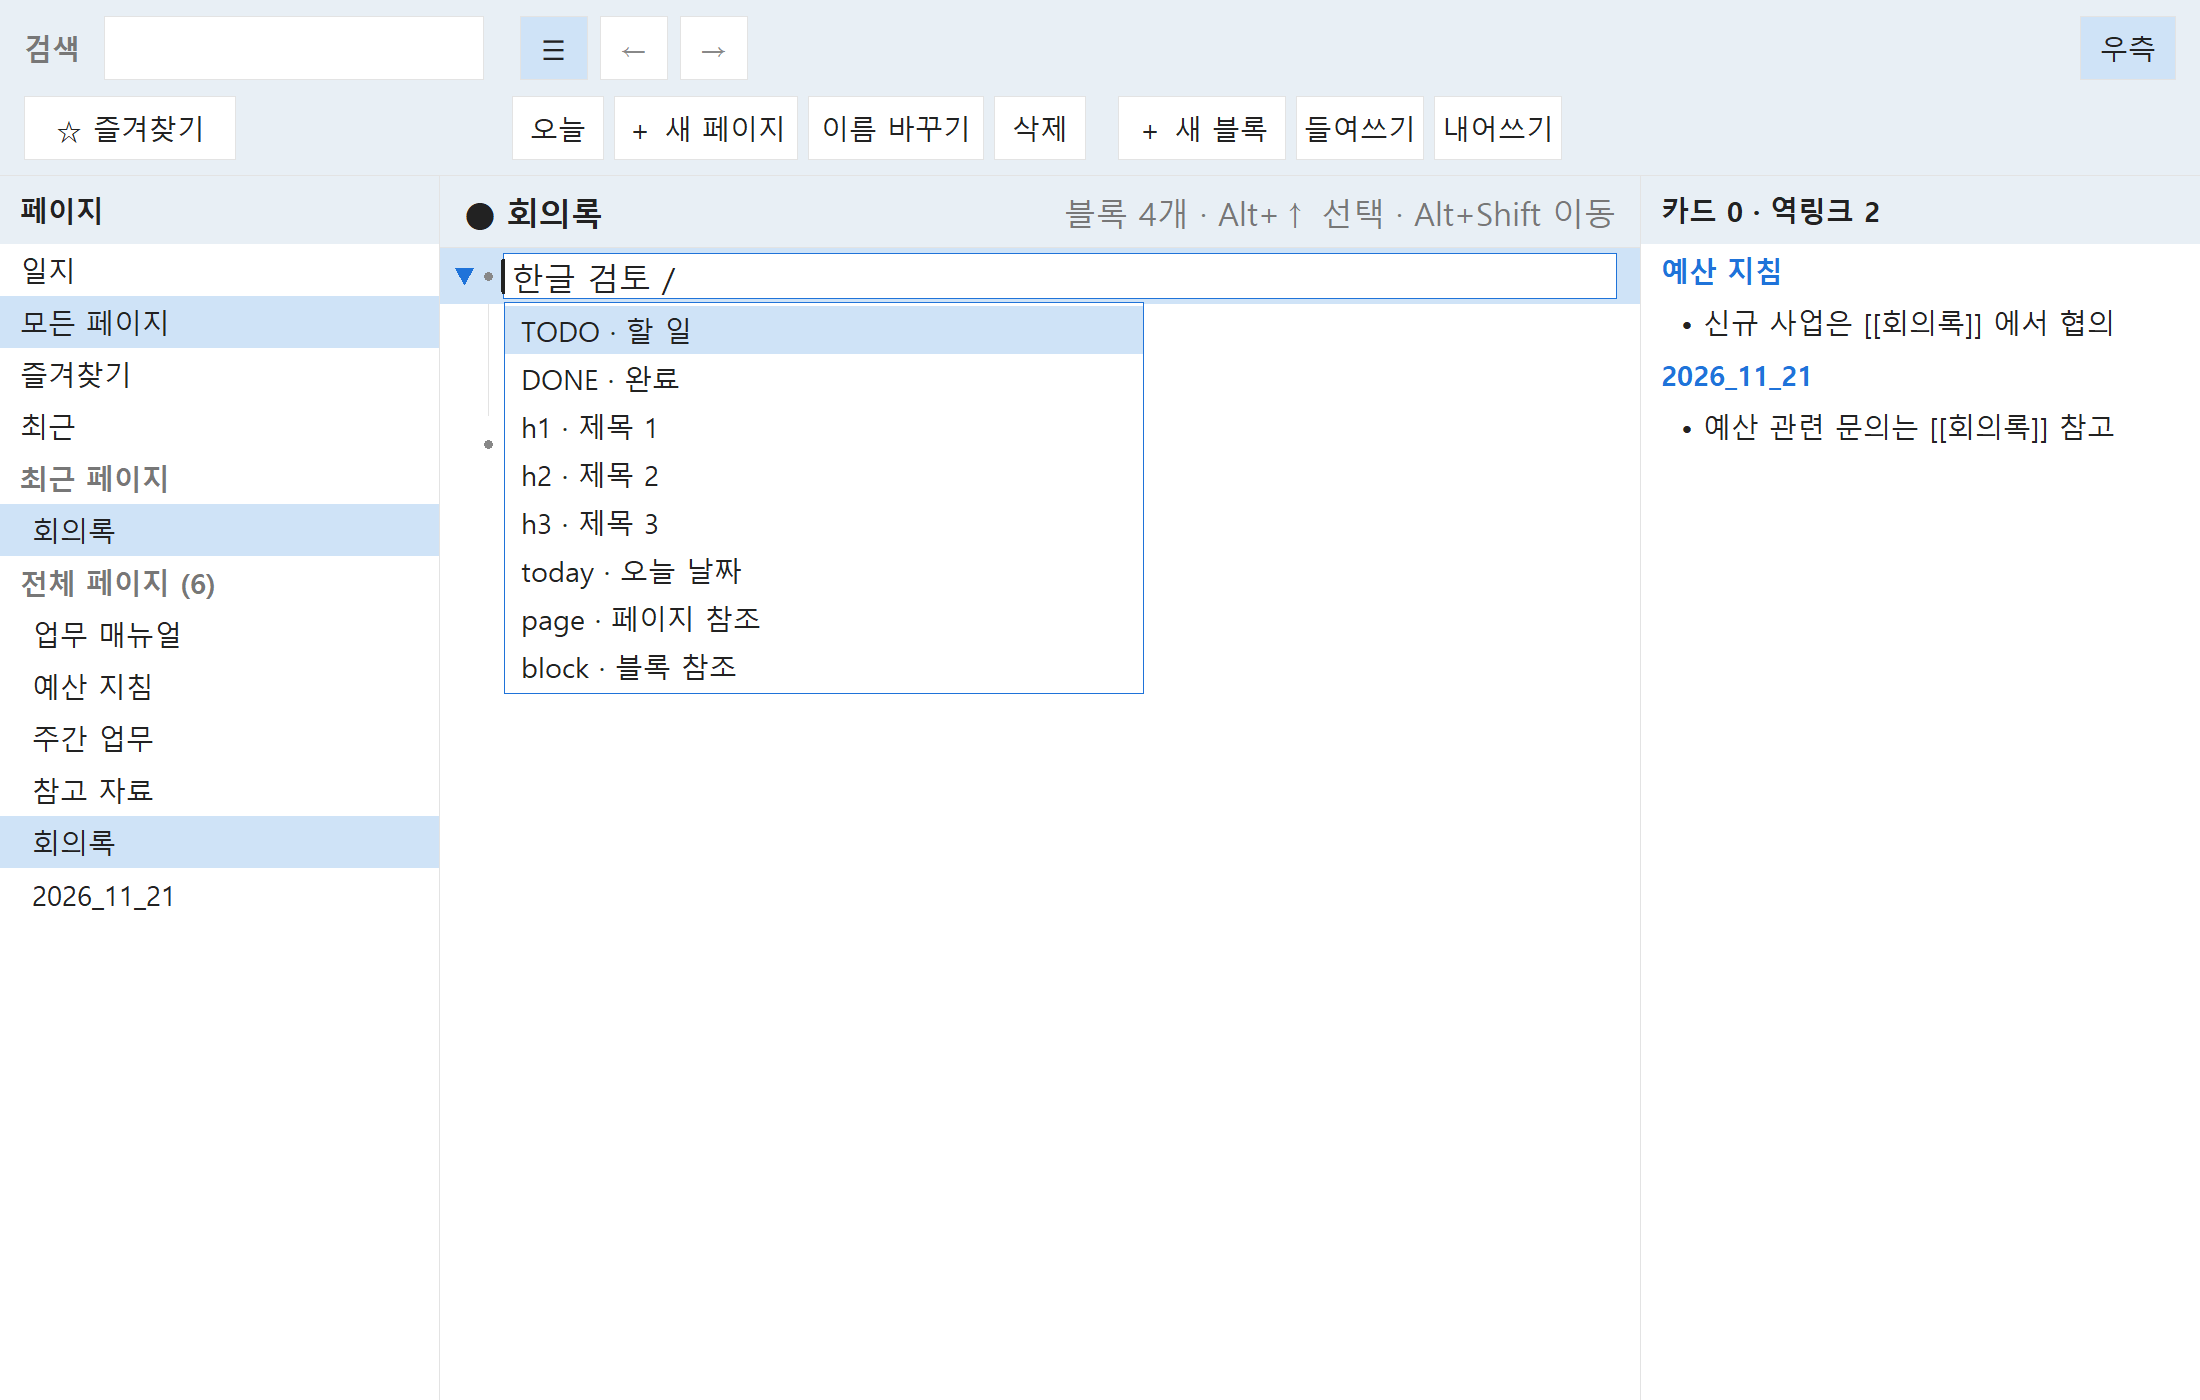 검색 ☰ ← → 우측
☆ 즐겨찾기 오늘 + 새 페이지 이름 바꾸기 삭제 + 새 블록 들여쓰기 내어쓰기
페이지
일지
모든 페이지
즐겨찾기
최근
최근 페이지
회의록
전체 페이지 (6)
업무 매뉴얼
예산 지침
주간 업무
참고 자료
회의록
2026_11_21
● 회의록 블록 4개 · Alt+↑ 선택 · Alt+Shift 이동
▼ • 한글 검토 /
TODO · 할 일
DONE · 완료
h1 · 제목 1
h2 · 제목 2
h3 · 제목 3
today · 오늘 날짜
page · 페이지 참조
block · 블록 참조
카드 0 · 역링크 2
예산 지침
• 신규 사업은 [[회의록]] 에서 협의
2026_11_21
• 예산 관련 문의는 [[회의록]] 참고